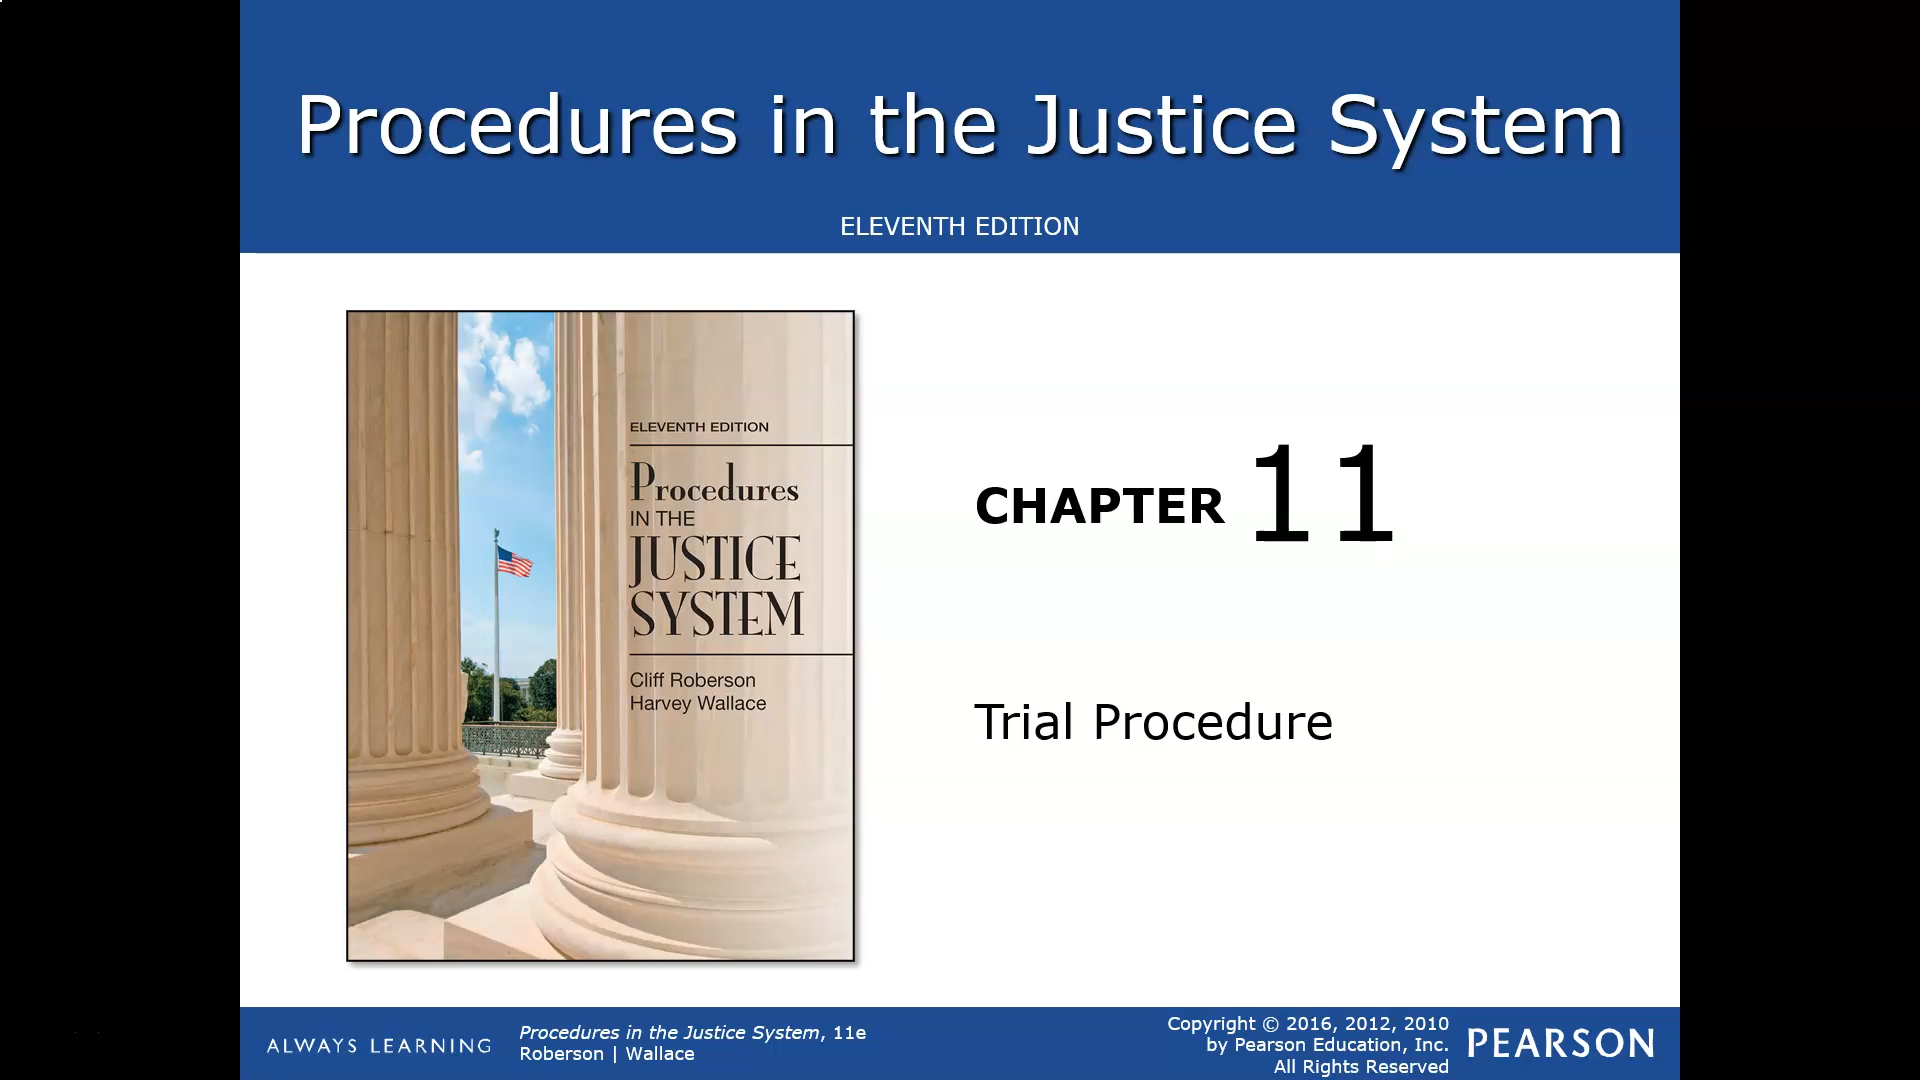 Procedures in the Justice System
ELEVENTH EDITION
ELEVENTH EDITION
Procedures
IN THE
JUSTICE
SYSTEM
Cliff Roberson
Harvey Wallace
CHAPTER 11
Trial Procedure
ALWAYS LEARNING
Procedures in the Justice System, 11e
Roberson | Wallace
Copyright © 2016, 2012, 2010
by Pearson Education, Inc.
All Rights Reserved
PEARSON